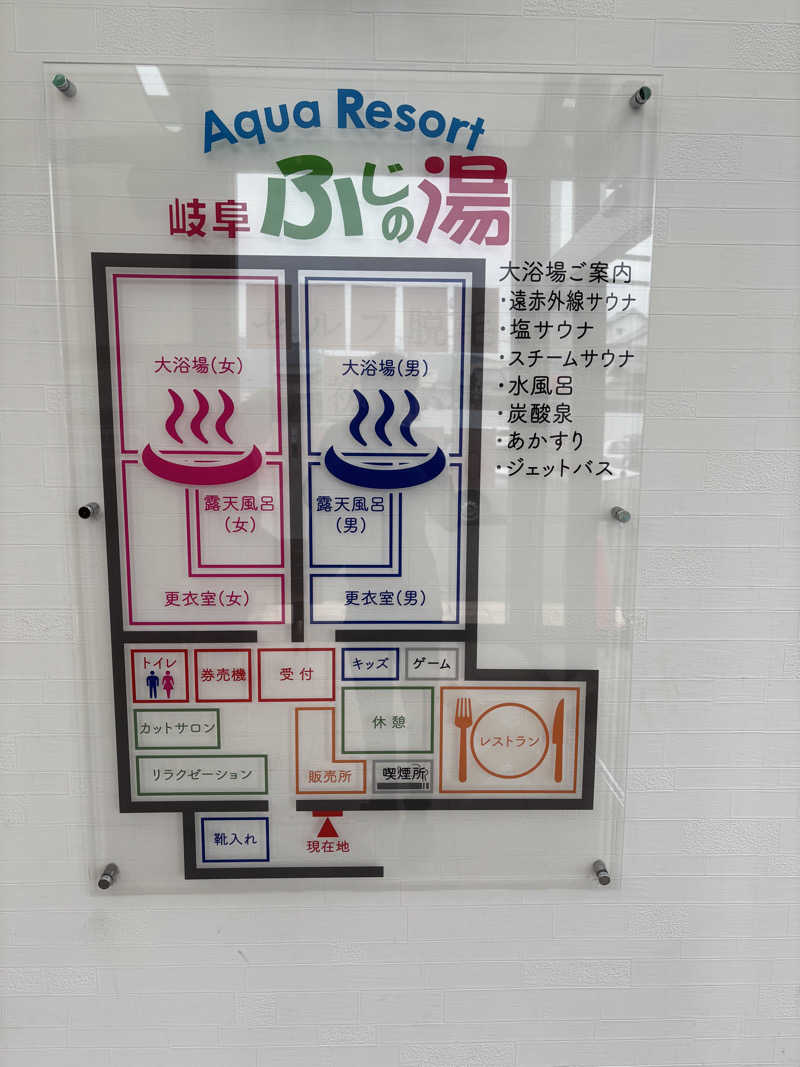 Aqua Resort
岐阜 ふじの湯
大浴場ご案内
・遠赤外線サウナ
・塩サウナ
・スチームサウナ
・水風呂
・炭酸泉
・あかすり
・ジェットバス
大浴場(女)
大浴場(男)
露天風呂
(女)
露天風呂
(男)
更衣室(女)
更衣室(男)
トイレ
券売機
受付
キッズ
ゲーム
カットサロン
休憩
レストラン
リラクゼーション
販売所
喫煙所
靴入れ
現在地